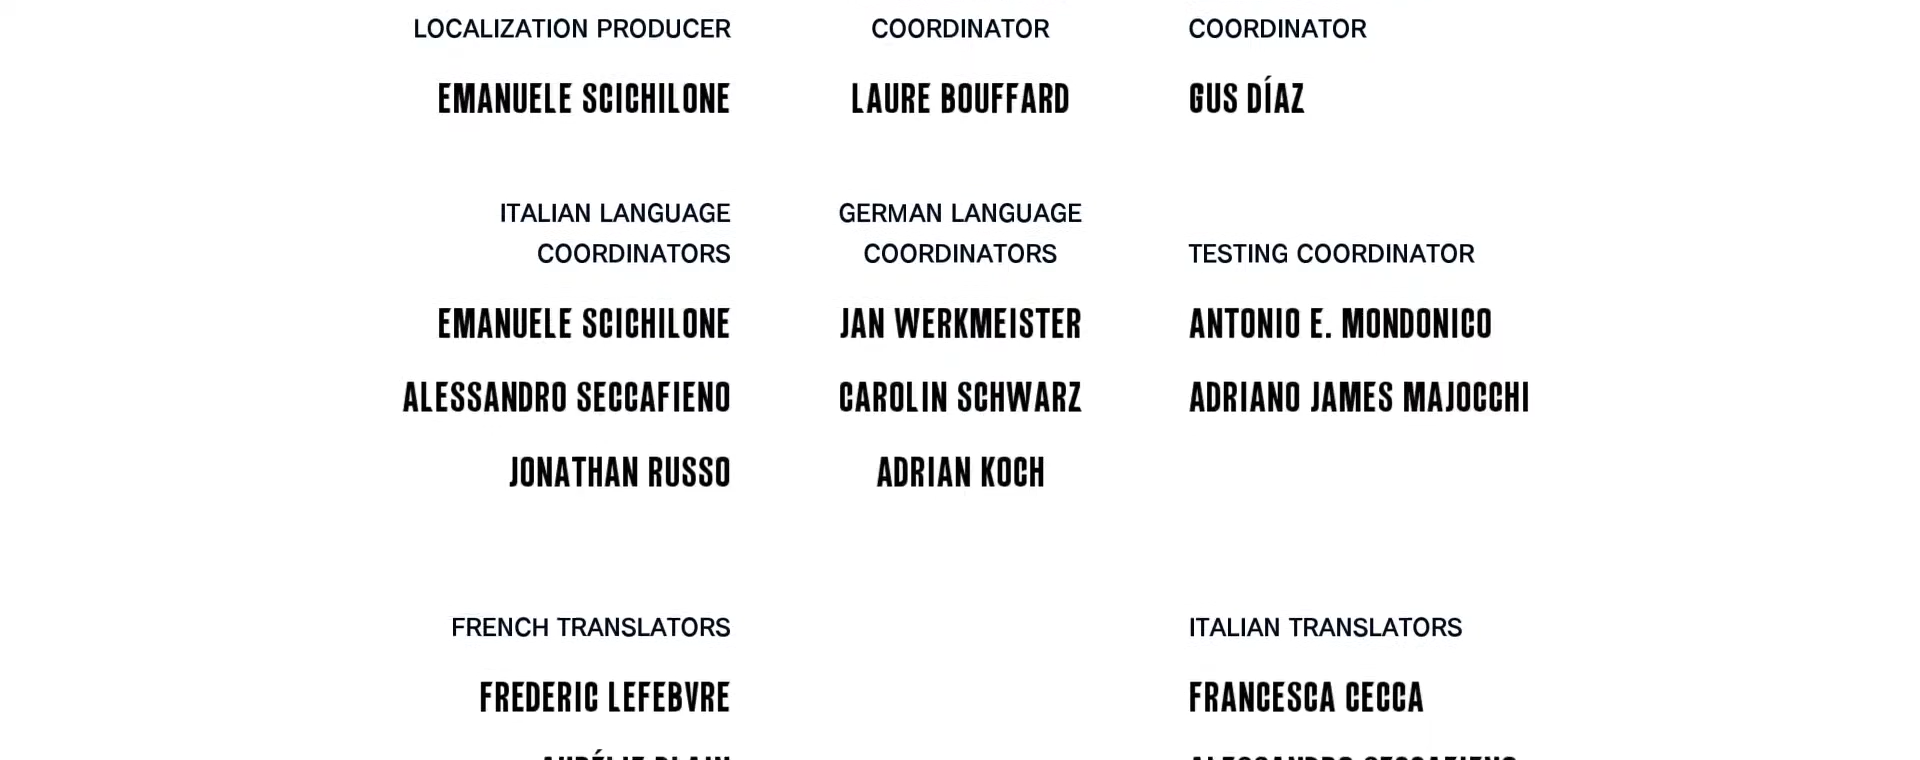 LOCALIZATION PRODUCER
EMANUELE SCICHILONE
COORDINATOR
LAURE BOUFFARD
COORDINATOR
GUS DÍAZ
ITALIAN LANGUAGE
COORDINATORS
EMANUELE SCICHILONE
ALESSANDRO SECCAFIENO
JONATHAN RUSSO
GERMAN LANGUAGE
COORDINATORS
JAN WERKMEISTER
CAROLIN SCHWARZ
ADRIAN KOCH
TESTING COORDINATOR
ANTONIO E. MONDONICO
ADRIANO JAMES MAJOCCHI
FRENCH TRANSLATORS
FREDERIC LEFEBVRE
ITALIAN TRANSLATORS
FRANCESCA CECCA